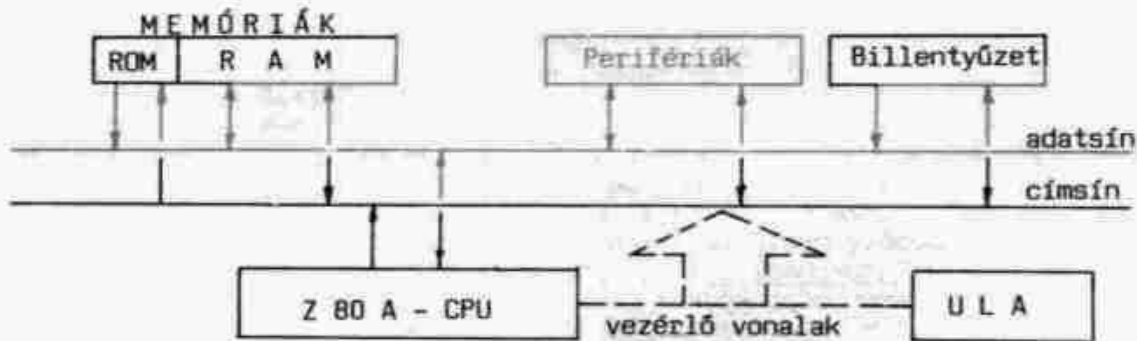 MEMÓRIÁK
ROM R A M Perifériák Billentyűzet
adatsín
címsín
Z 80 A - CPU U L A
vezérlő vonalak